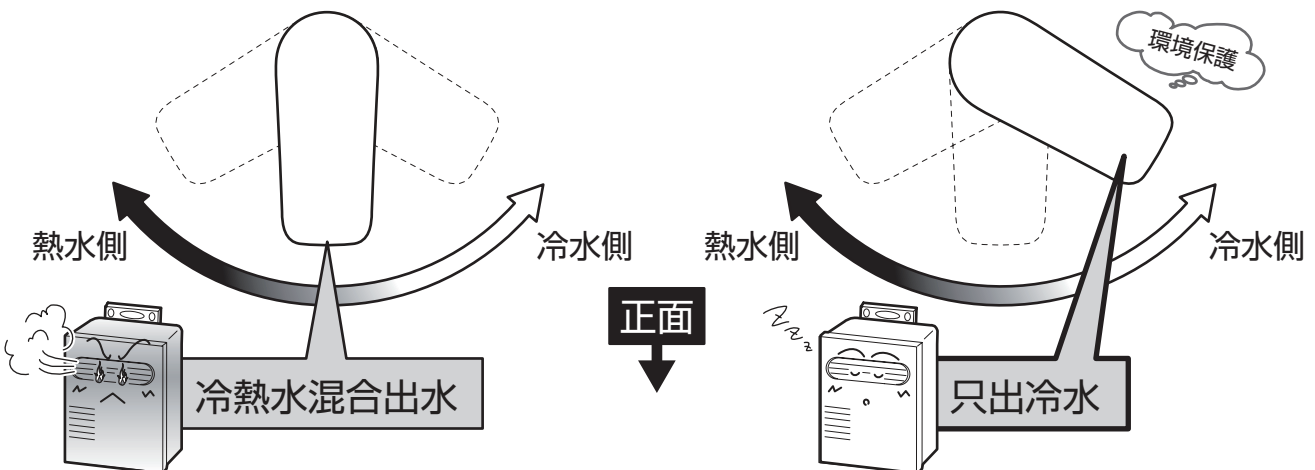 熱水側
冷水側
冷熱水混合出水
正面
環境保護
熱水側
冷水側
zzz
只出冷水